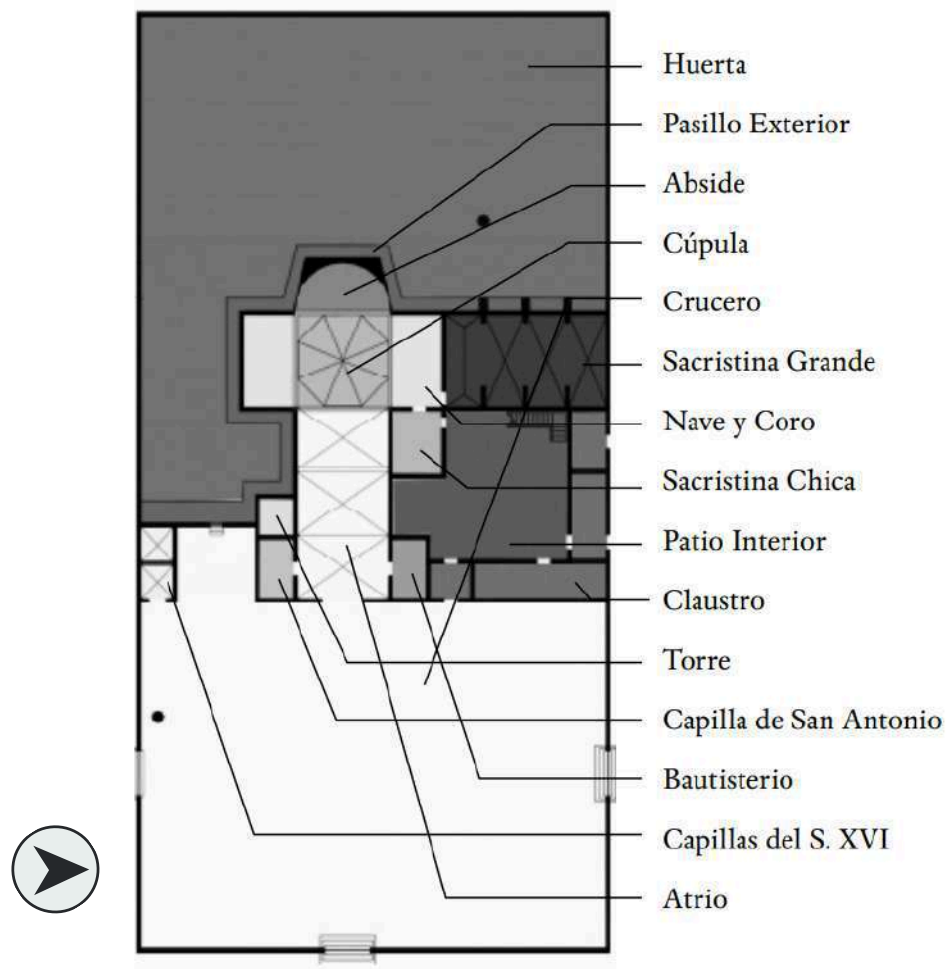 Huerta
Pasillo Exterior
Abside
Cúpula
Crucero
Sacristina Grande
Nave y Coro
Sacristina Chica
Patio Interior
Claustro
Torre
Capilla de San Antonio
Bautisterio
Capillas del S. XVI
Atrio